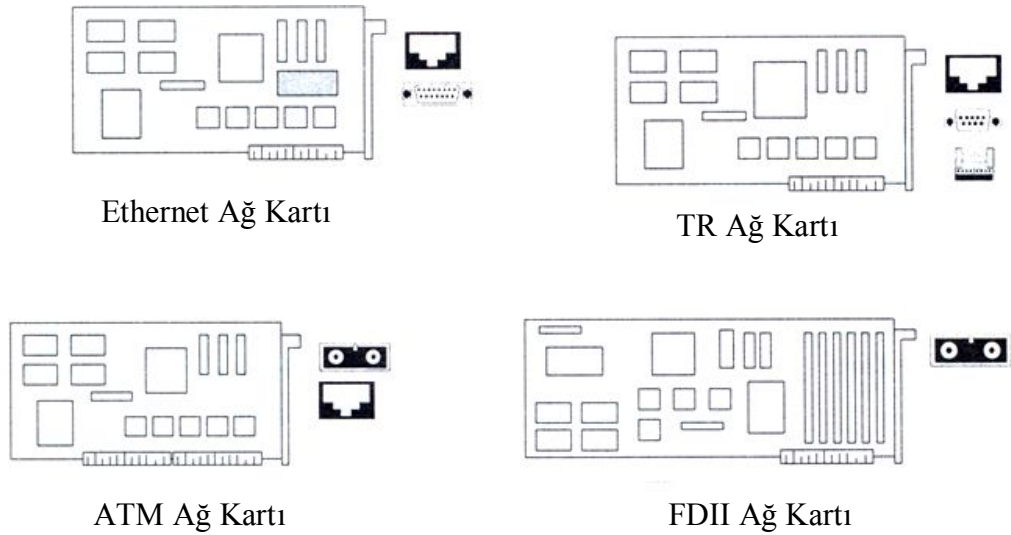 Ethernet Ağ Kartı
TR Ağ Kartı
ATM Ağ Kartı
FDII Ağ Kartı